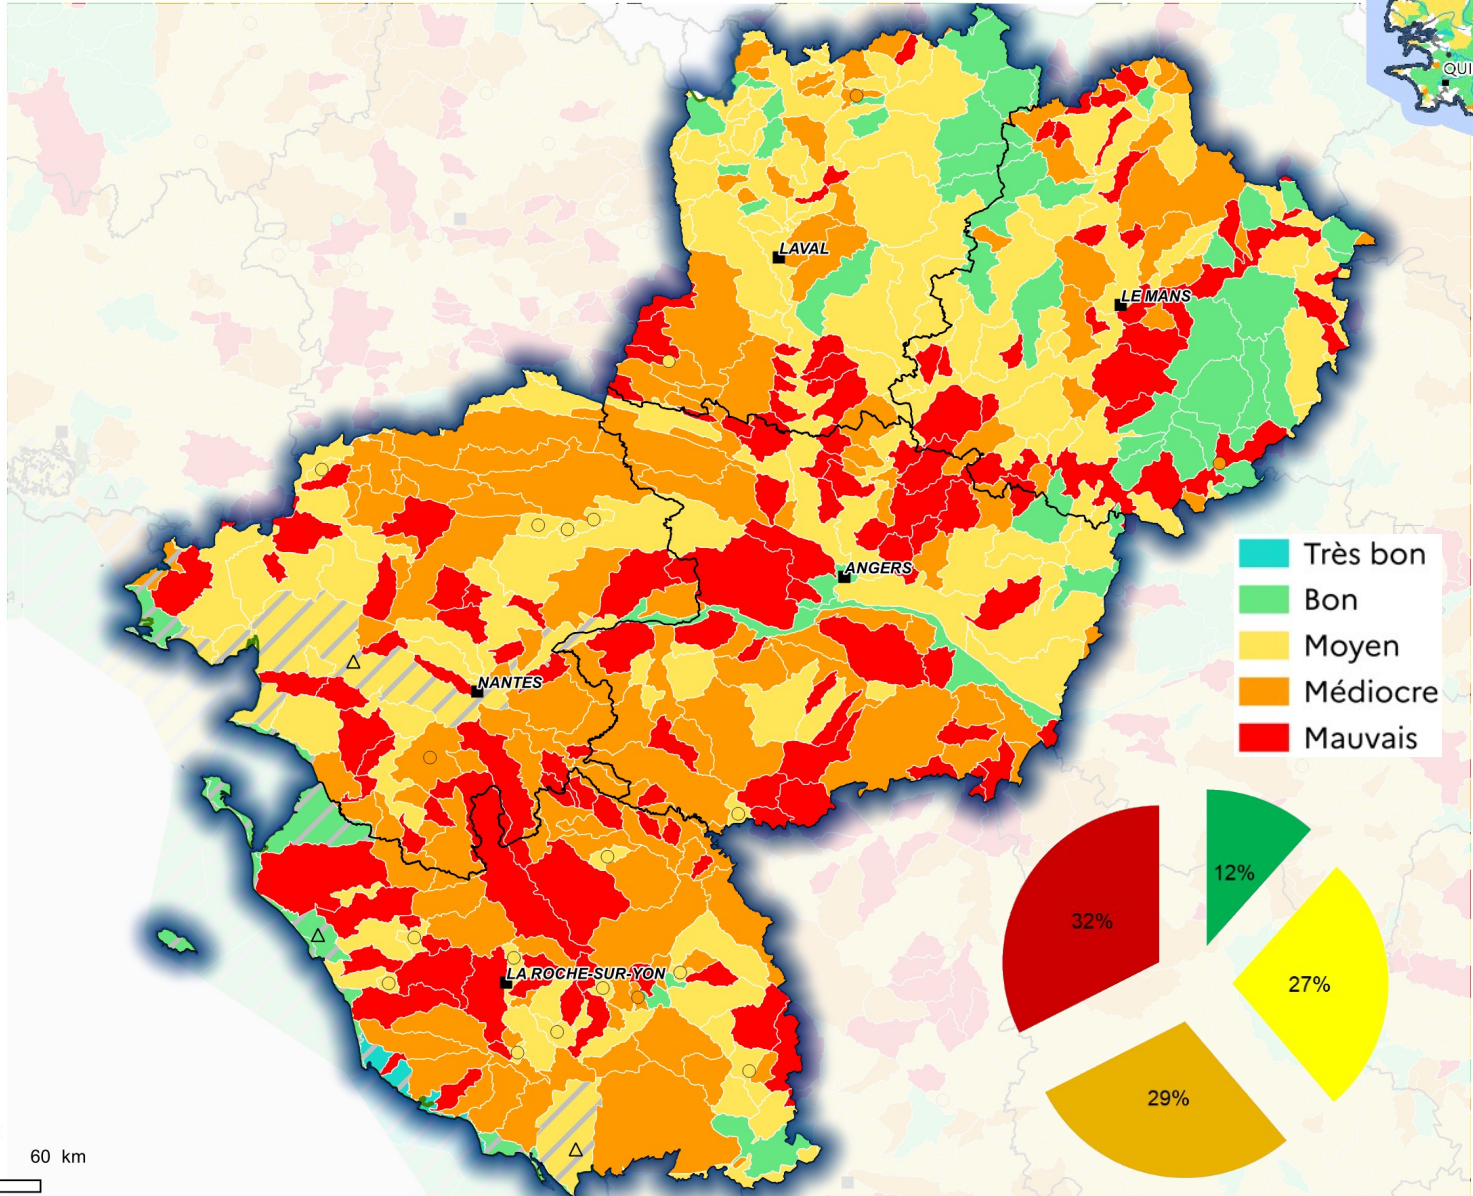 QUI
LAVAL
LE MANS
ANGERS
Très bon
Bon
Moyen
Médiocre
Mauvais
NANTES
12%
32%
27%
LA ROCHE-SUR-YON
29%
60 km